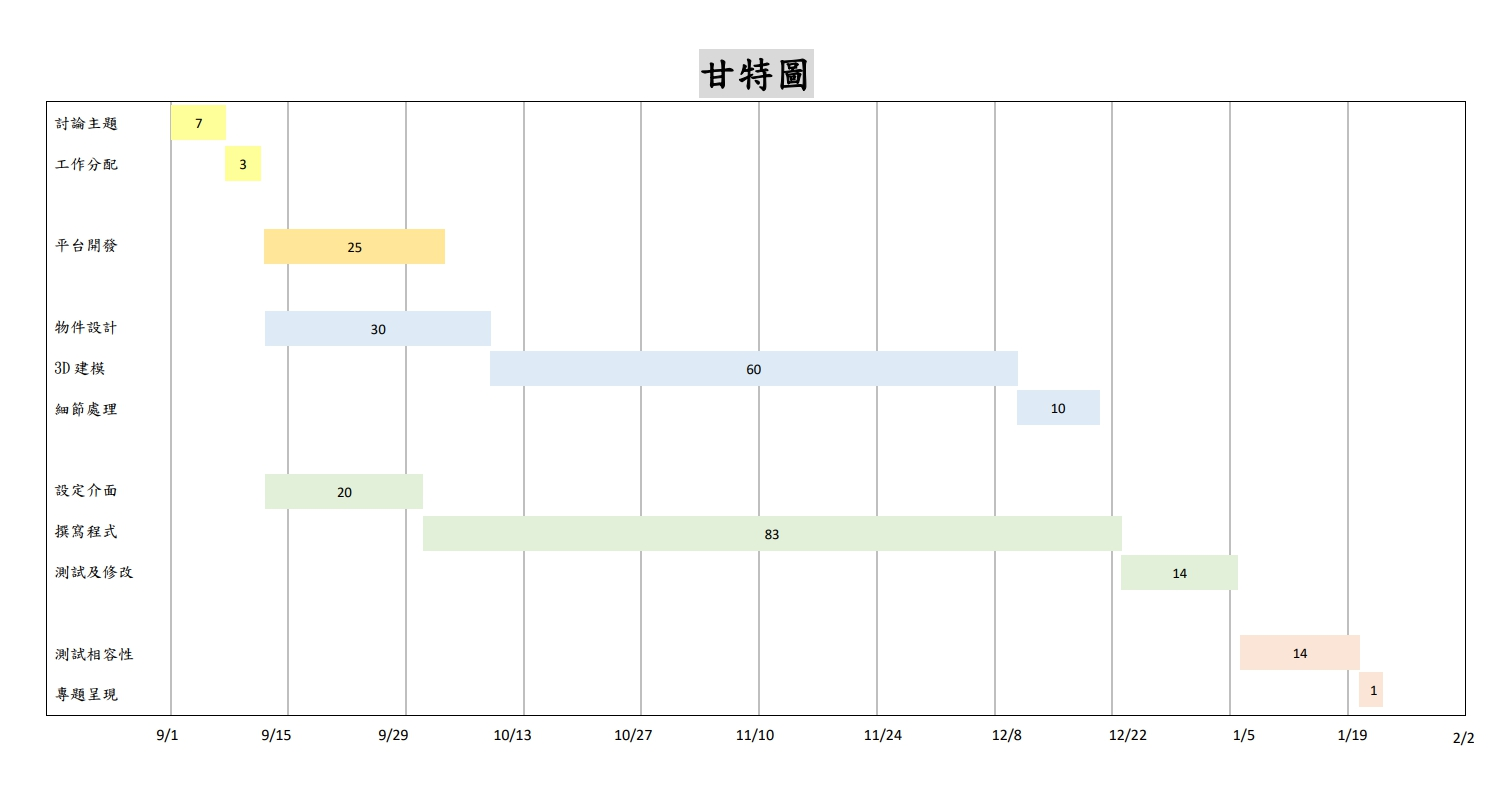 甘特圖
討論主題 7
工作分配 3
平台開發 25
物件設計 30
3D 建模 60
細節處理 10
設定介面 20
撰寫程式 83
測試及修改 14
測試相容性 14
專題呈現 1
9/1 9/15 9/29 10/13 10/27 11/10 11/24 12/8 12/22 1/5 1/19 2/2